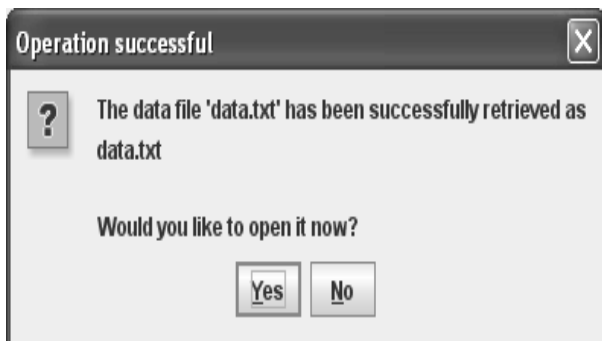 Operation successful
The data file 'data.txt' has been successfully retrieved as
data.txt
Would you like to open it now?
Yes No